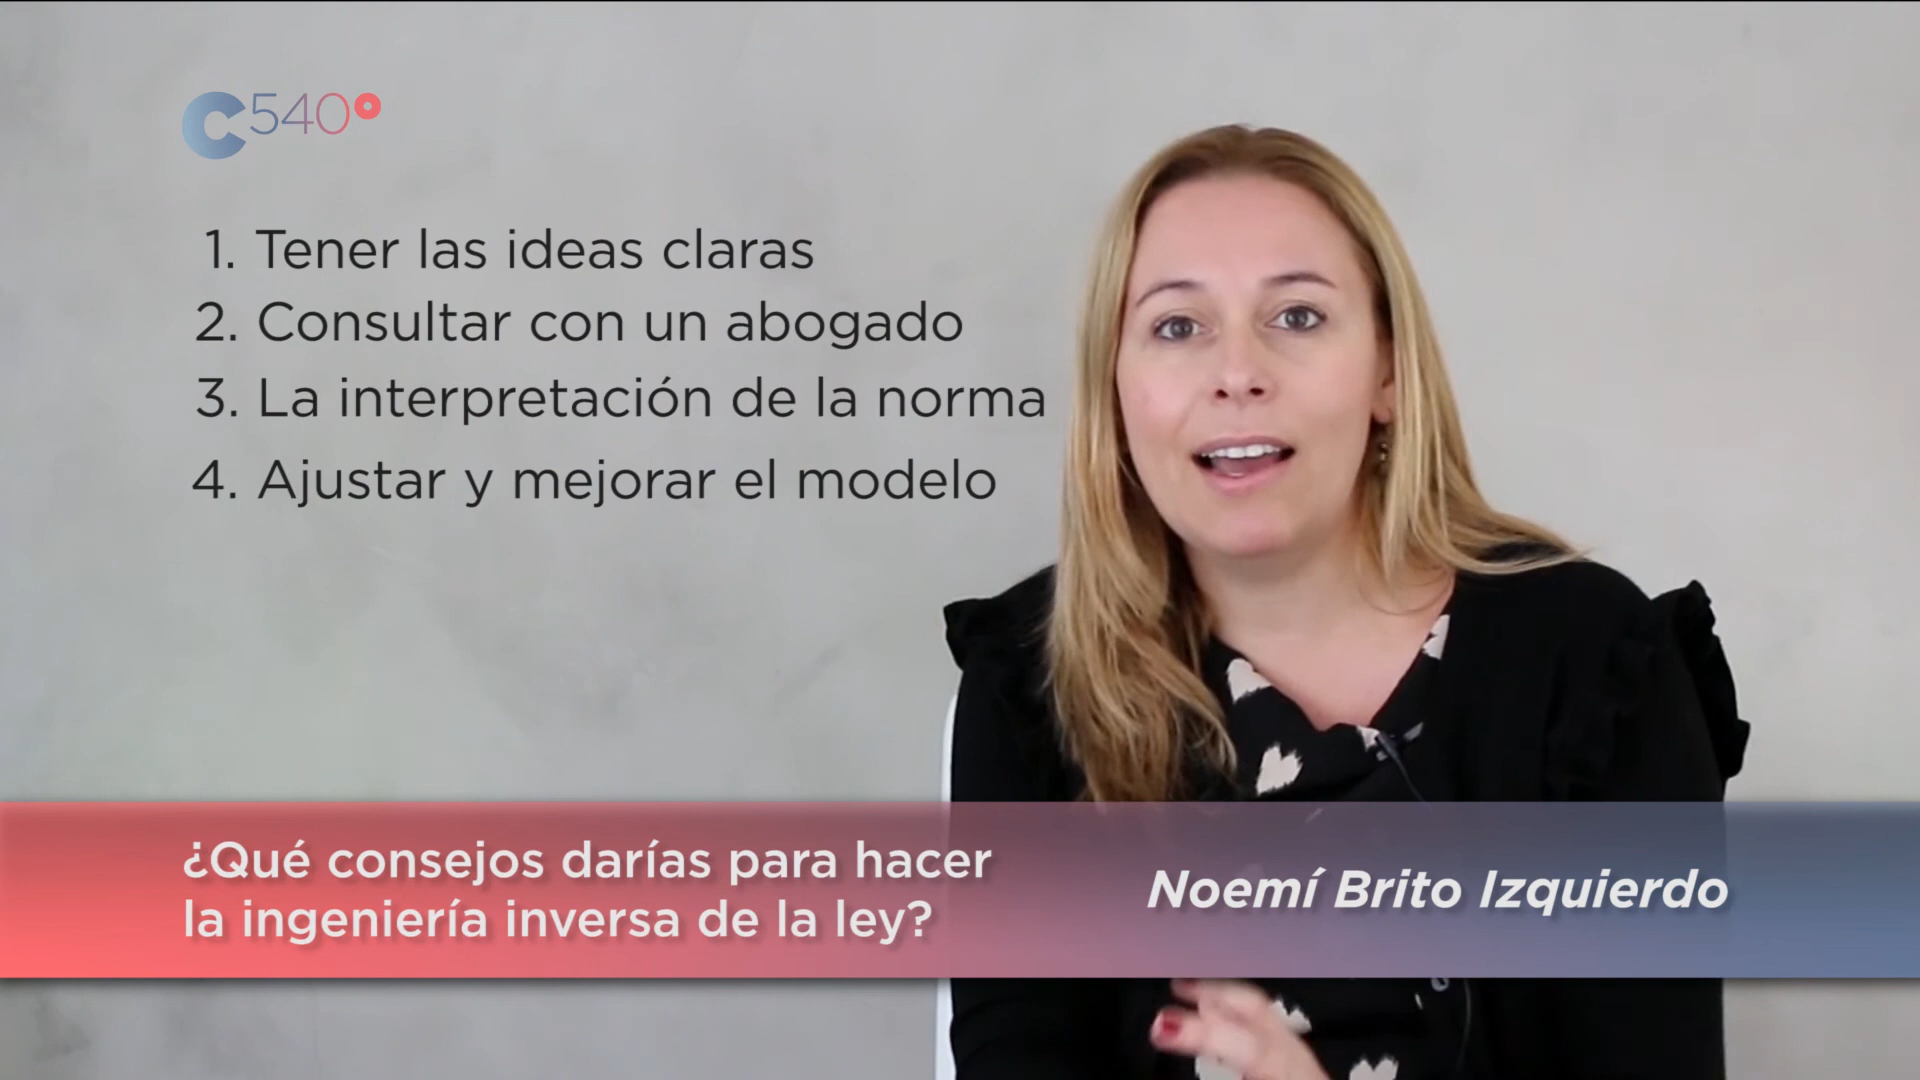 C540°
1. Tener las ideas claras
2. Consultar con un abogado
3. La interpretación de la norma
4. Ajustar y mejorar el modelo
¿Qué consejos darías para hacer
la ingeniería inversa de la ley?
Noemí Brito Izquierdo